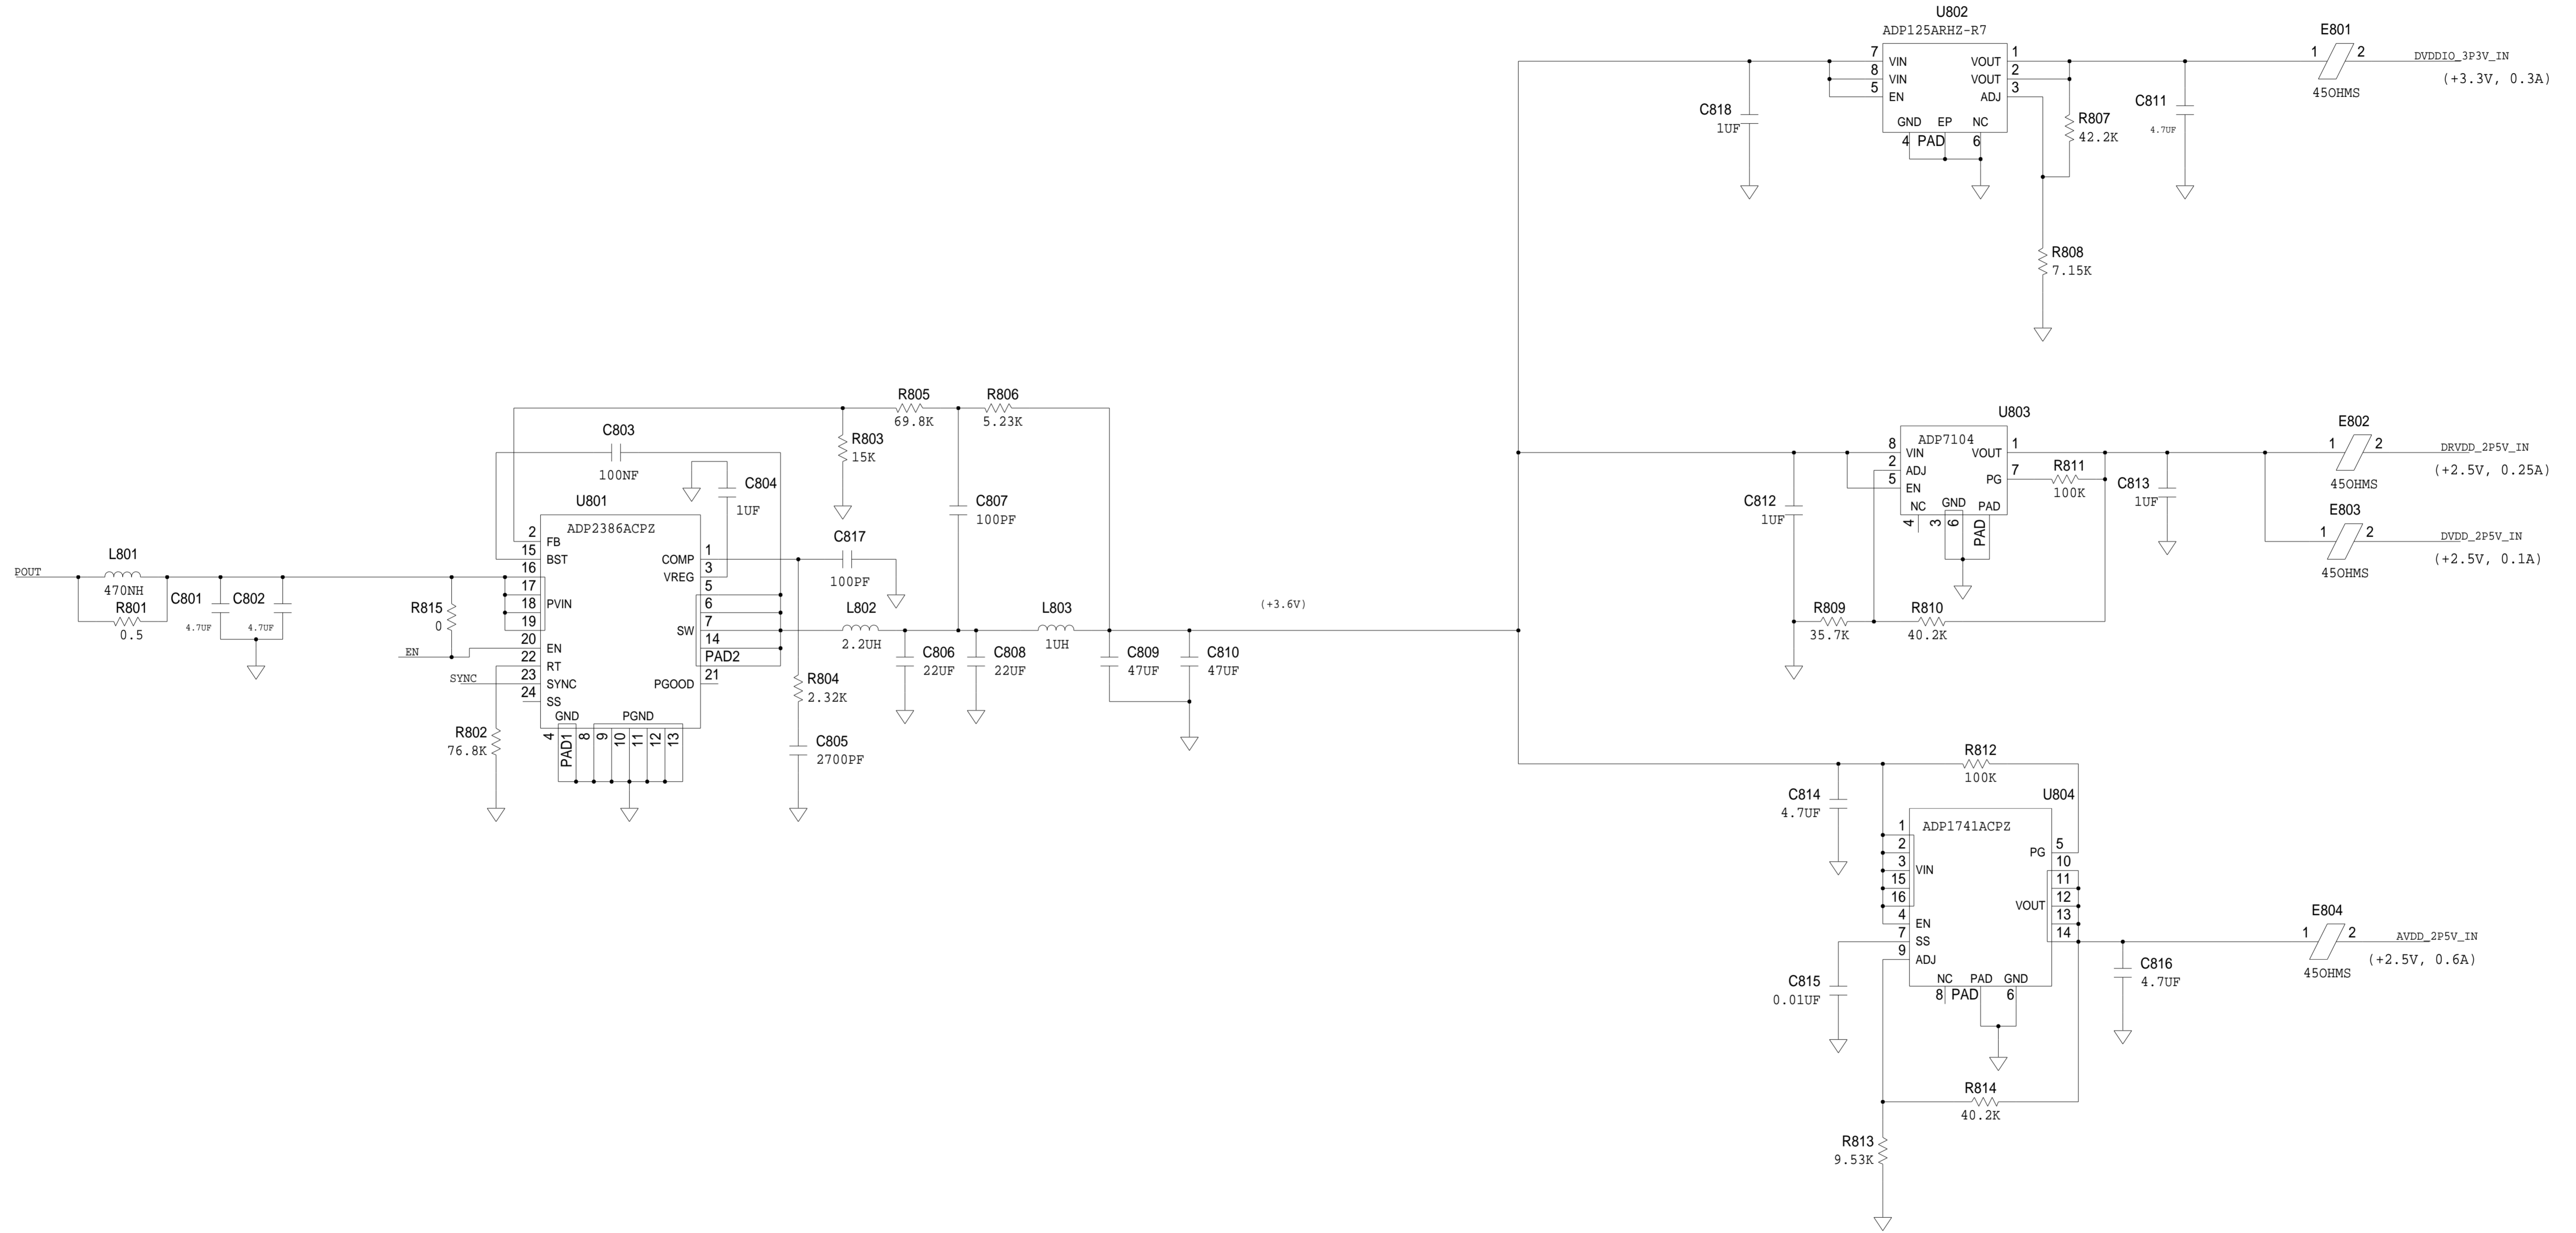 U802
ADP125ARHZ-R7
7 VIN VOUT 1
8 VIN VOUT 2
5 EN ADJ 3
GND EP NC
4 PAD 6
C818
1UF
R807
42.2K
C811
4.7UF
R808
7.15K
E801
1 2
45OHMS
DVDDIO_3P3V_IN
(+3.3V, 0.3A)
R805
69.8K
R806
5.23K
C803
100NF
R803
15K
C804
1UF
C807
100PF
U801
ADP2386ACPZ
2 FB
15 BST
16
17
18 PVIN
19
20 EN
22 RT
23 SYNC
24 SS
COMP 1
VREG 3
5
6
SW 7
14
PAD2
PGOOD 21
GND PGND
4 PAD1 8 9 10 11 12 13
POUT
L801
470NH
R801
0.5
C801
4.7UF
C802
4.7UF
R815
0
EN
SYNC
R802
76.8K
C817
100PF
R804
2.32K
C805
2700PF
L802
2.2UH
C806
22UF
C808
22UF
L803
1UH
C809
47UF
C810
47UF
(+3.6V)
U803
ADP7104
8 VIN VOUT 1
2 ADJ
PG 7
5 EN
NC GND PAD
4 3 6 PAD
R811
100K
C812
1UF
C813
1UF
R809
35.7K
R810
40.2K
E802
1 2
45OHMS
DRVDD_2P5V_IN
(+2.5V, 0.25A)
E803
1 2
45OHMS
DVDD_2P5V_IN
(+2.5V, 0.1A)
R812
100K
C814
4.7UF
U804
ADP1741ACPZ
1
2
3 VIN
15
16
4 EN
7 SS
9 ADJ
PG 5
10
11
VOUT 12
13
14
NC PAD GND
8 PAD 6
C815
0.01UF
C816
4.7UF
E804
1 2
45OHMS
AVDD_2P5V_IN
(+2.5V, 0.6A)
R814
40.2K
R813
9.53K